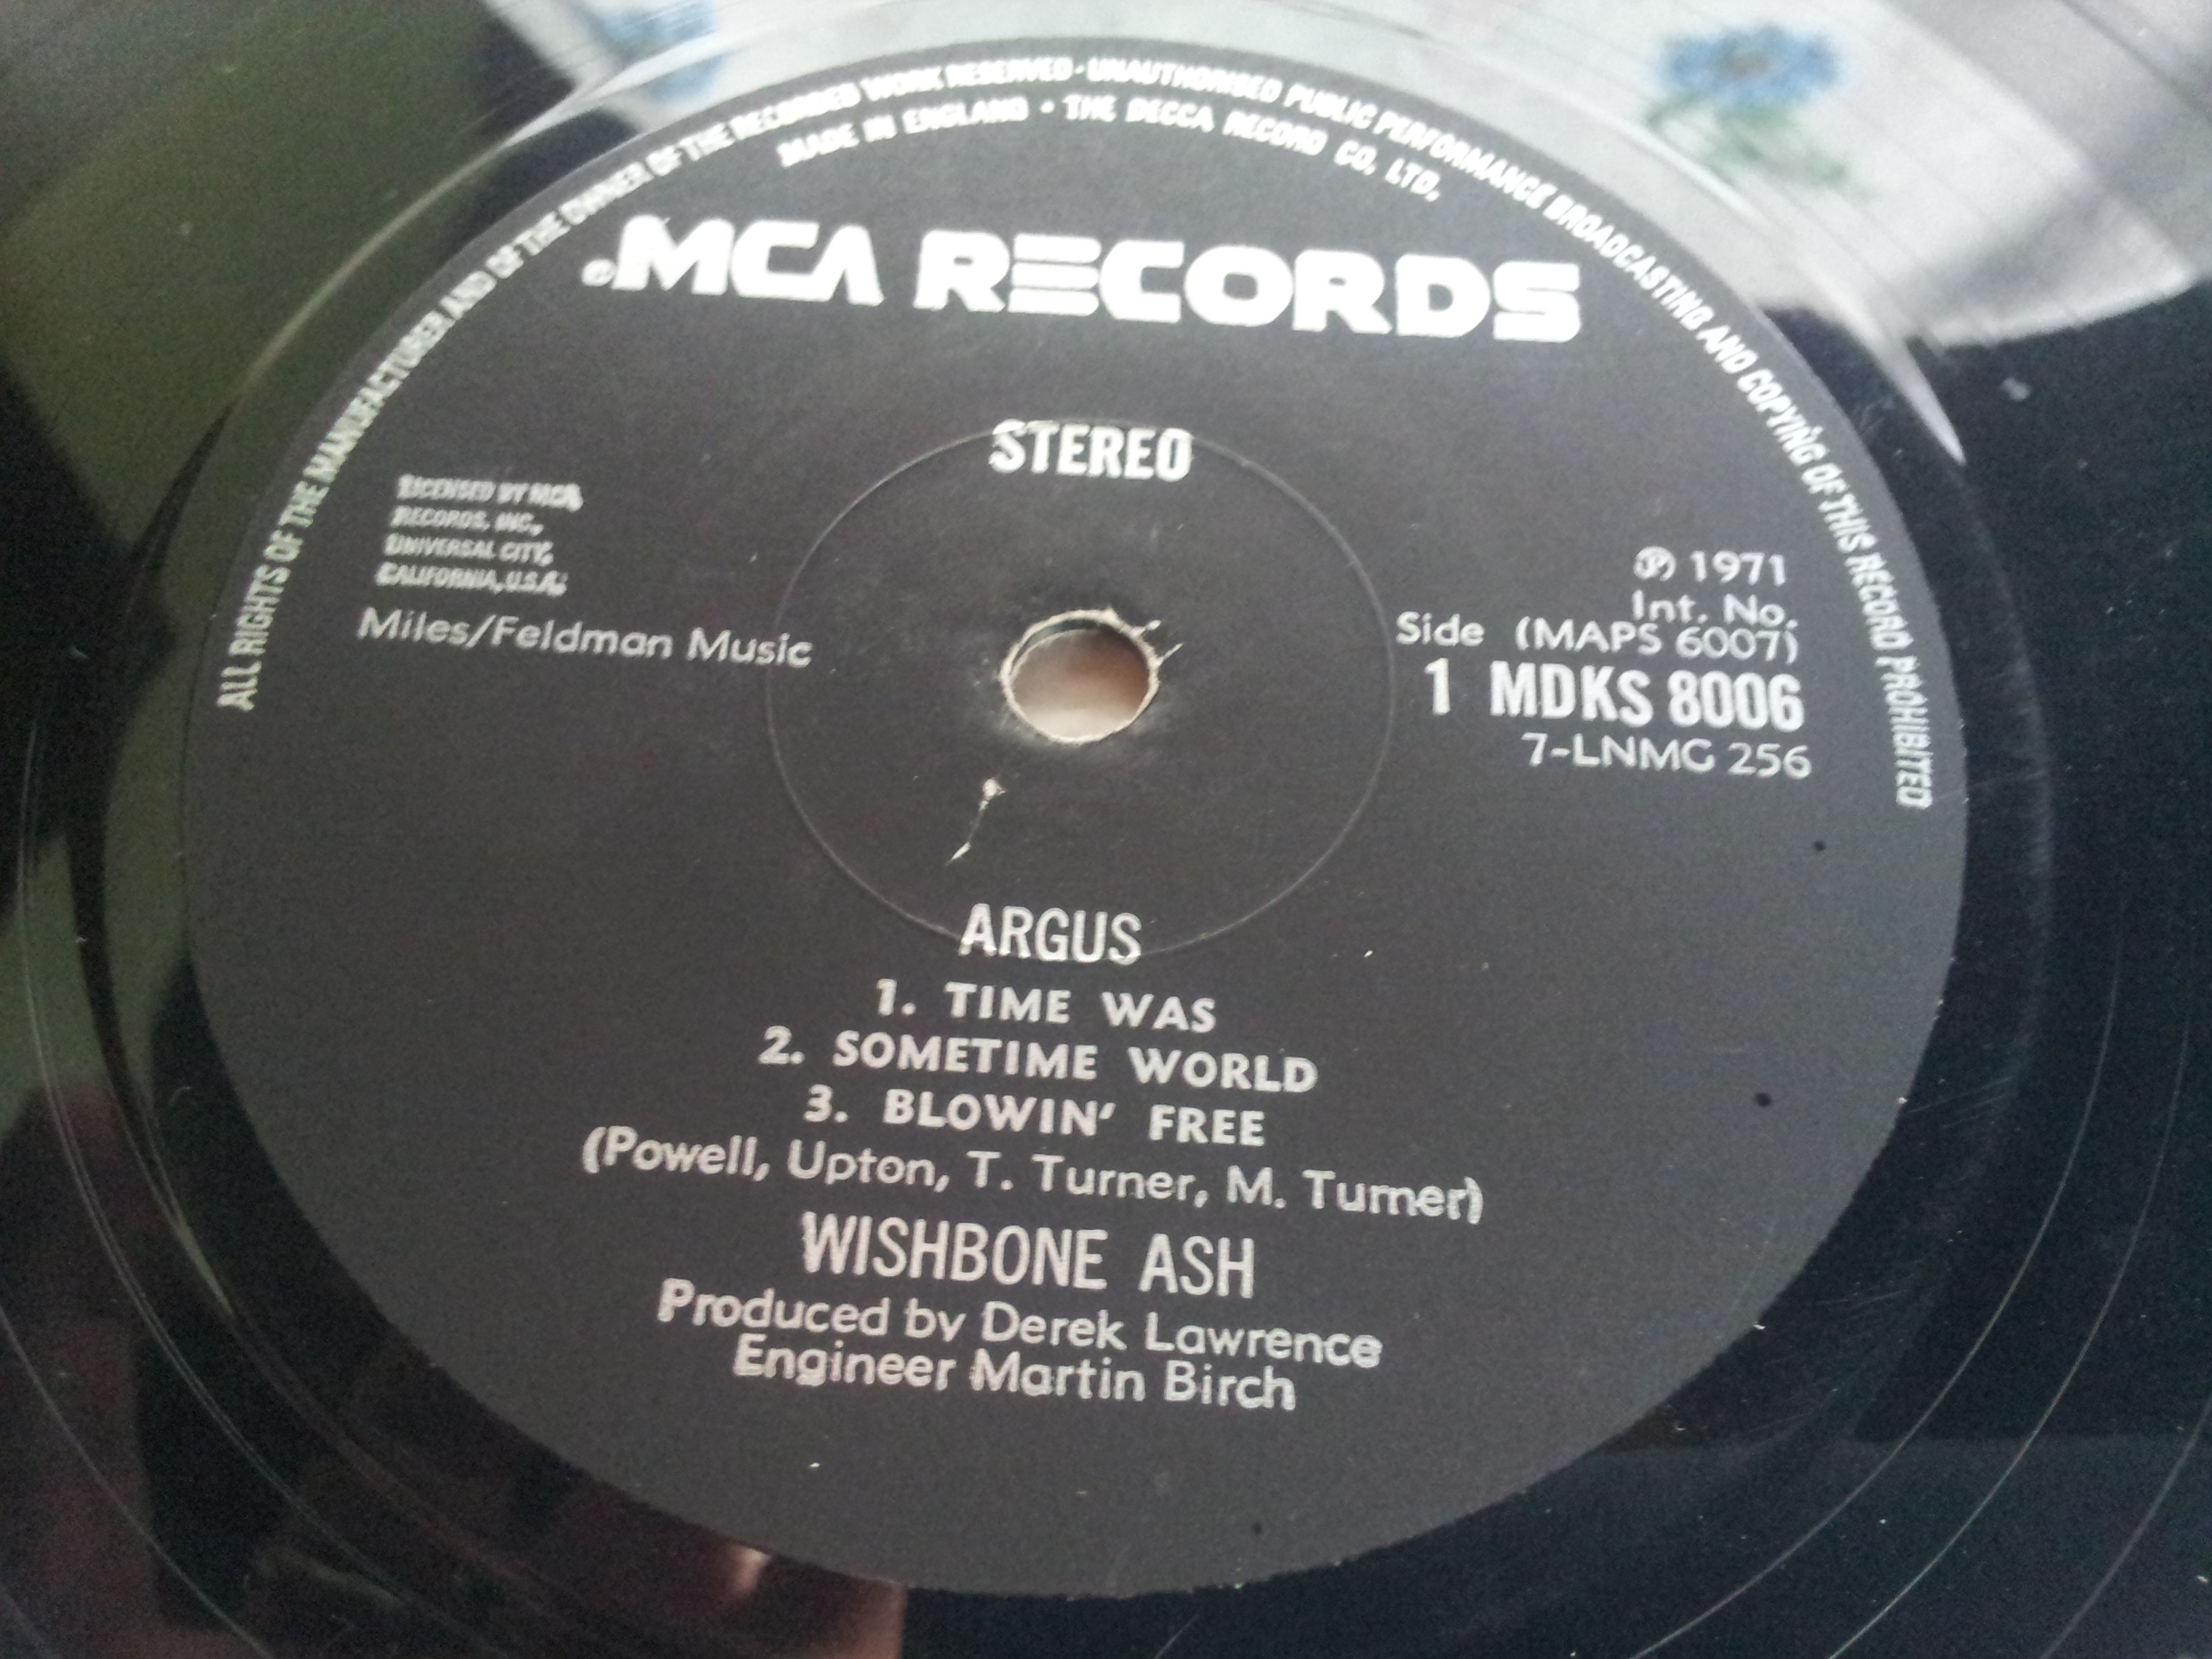 ALL RIGHTS OF THE MANUFACTURER AND OF THE OWNER OF THE RECORDED WORK RESERVED · UNAUTHORISED PUBLIC PERFORMANCE BROADCASTING AND COPYING OF THIS RECORD PROHIBITED
MADE IN ENGLAND • THE DECCA RECORD CO. LTD.
MCA RECORDS
STEREO
LICENSED BY MCA
RECORDS, INC.,
UNIVERSAL CITY,
CALIFORNIA, U.S.A.
Miles/Feldman Music
℗ 1971
Int. No.
Side (MAPS 6007)
1 MDKS 8006
7-LNMG 256
ARGUS
1. TIME WAS
2. SOMETIME WORLD
3. BLOWIN' FREE
(Powell, Upton, T. Turner, M. Turner)
WISHBONE ASH
Produced by Derek Lawrence
Engineer Martin Birch